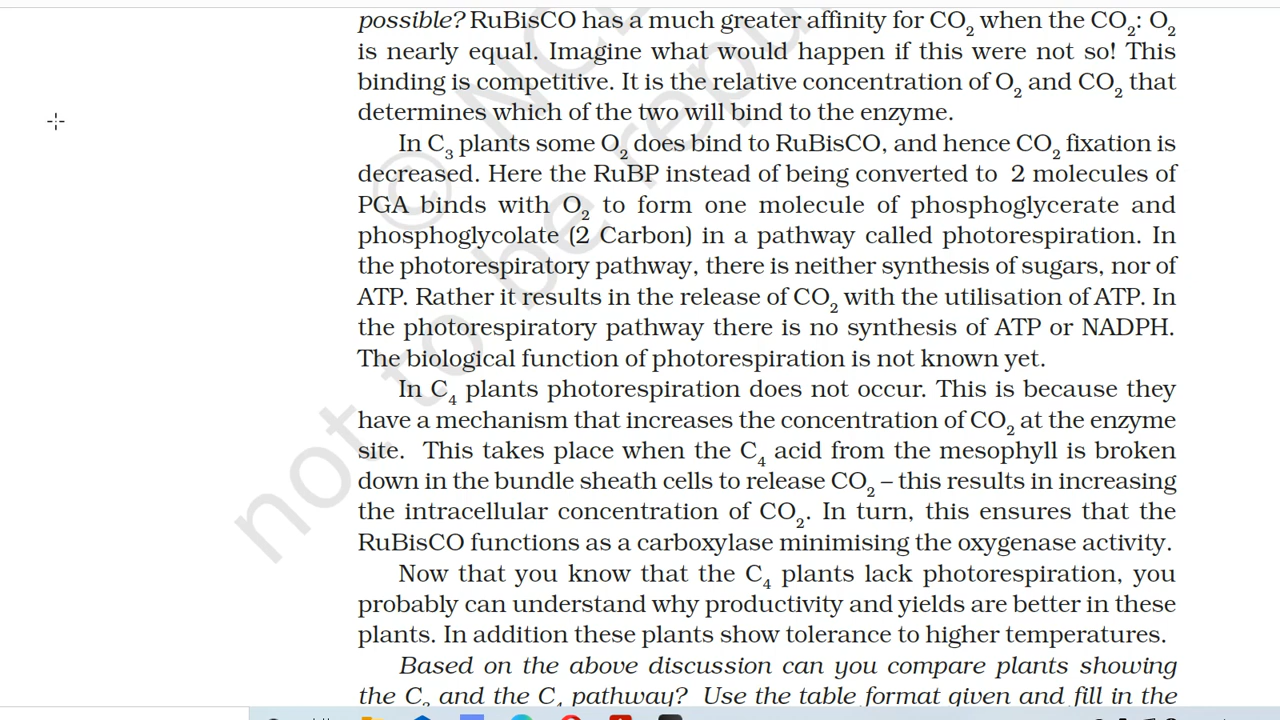 possible? RuBisCO has a much greater affinity for CO₂ when the CO₂: O₂
is nearly equal. Imagine what would happen if this were not so! This
binding is competitive. It is the relative concentration of O₂ and CO₂ that
determines which of the two will bind to the enzyme.
In C₃ plants some O₂ does bind to RuBisCO, and hence CO₂ fixation is
decreased. Here the RuBP instead of being converted to 2 molecules of
PGA binds with O₂ to form one molecule of phosphoglycerate and
phosphoglycolate (2 Carbon) in a pathway called photorespiration. In
the photorespiratory pathway, there is neither synthesis of sugars, nor of
ATP. Rather it results in the release of CO₂ with the utilisation of ATP. In
the photorespiratory pathway there is no synthesis of ATP or NADPH.
The biological function of photorespiration is not known yet.
In C₄ plants photorespiration does not occur. This is because they
have a mechanism that increases the concentration of CO₂ at the enzyme
site. This takes place when the C₄ acid from the mesophyll is broken
down in the bundle sheath cells to release CO₂ – this results in increasing
the intracellular concentration of CO₂. In turn, this ensures that the
RuBisCO functions as a carboxylase minimising the oxygenase activity.
Now that you know that the C₄ plants lack photorespiration, you
probably can understand why productivity and yields are better in these
plants. In addition these plants show tolerance to higher temperatures.
Based on the above discussion can you compare plants showing
the C₃ and the C₄ pathway? Use the table format given and fill in the
© NC
not to be repu